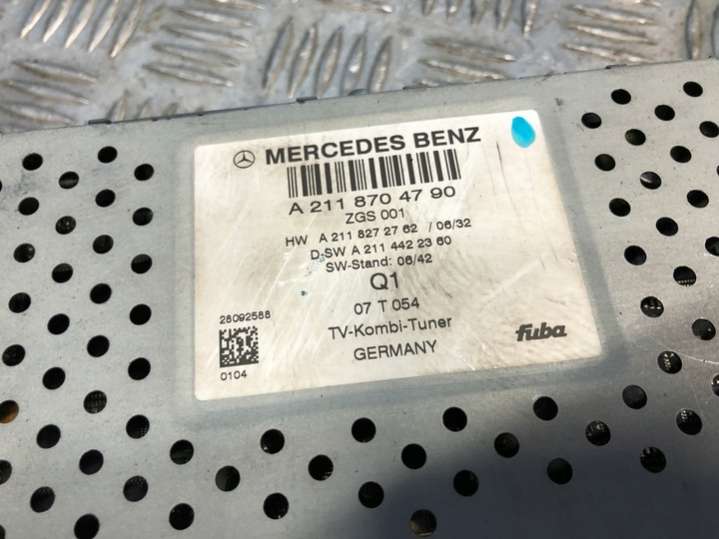 MERCEDES BENZ
A 211 870 47 90
ZGS 001
HW A 211 827 27 62 / 06/32
D SW A 211 442 23 60
SW-Stand: 06/42
Q1
07 T 054
28092588
TV-Kombi-Tuner
fuba
0104
GERMANY